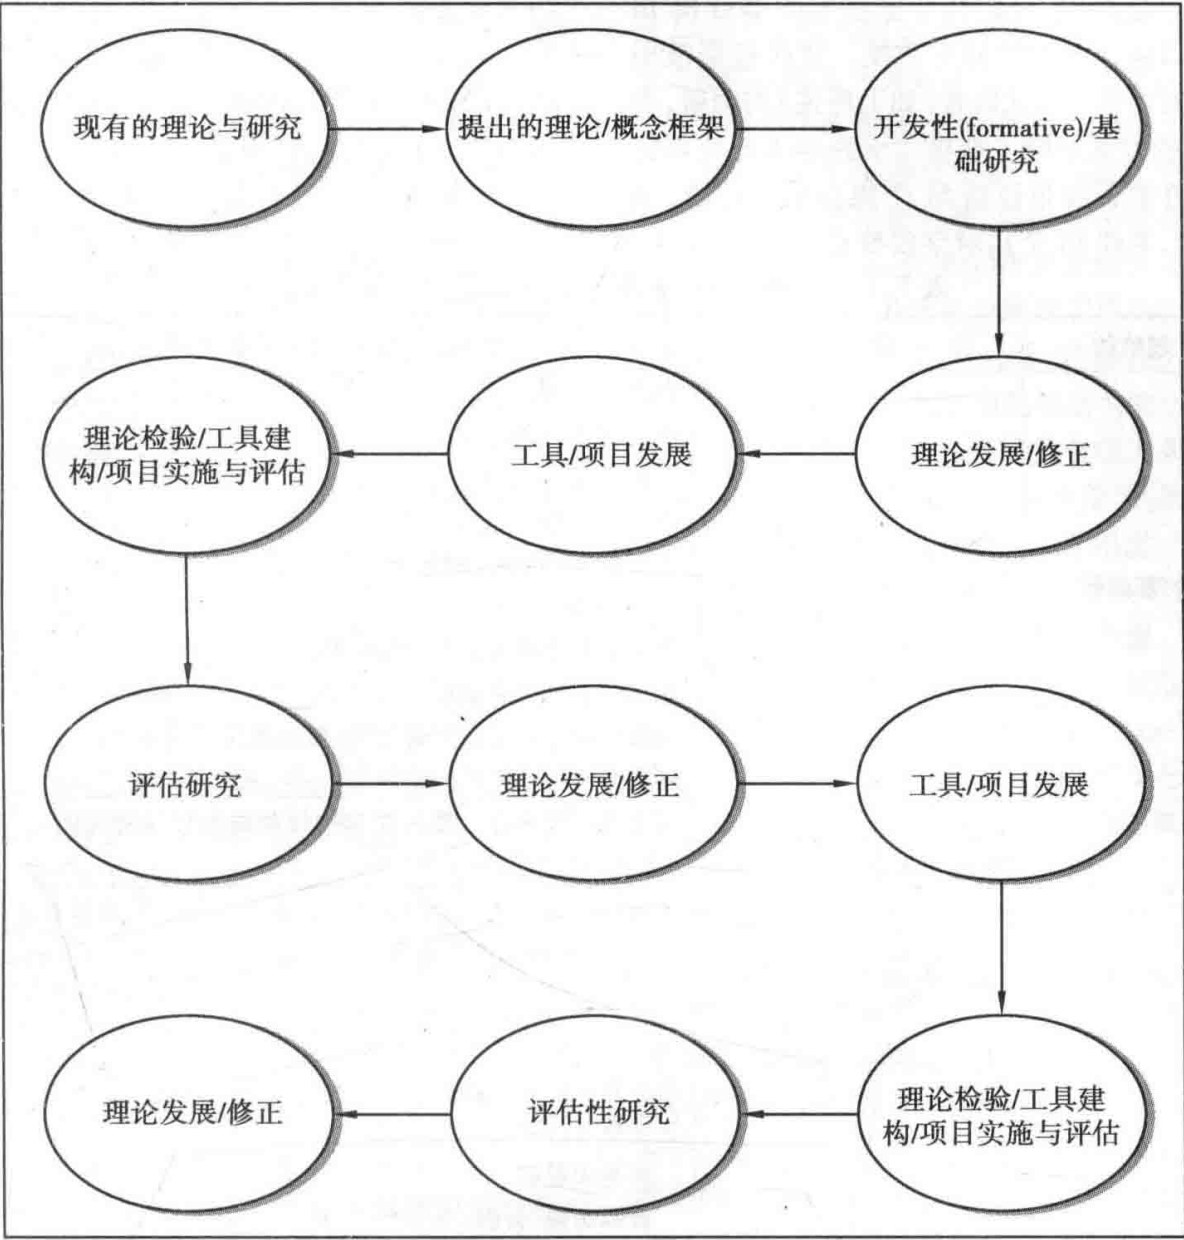 现有的理论与研究
提出的理论/概念框架
开发性(formative)/基
础研究
理论发展/修正
工具/项目发展
理论检验/工具建
构/项目实施与评估
评估研究
理论发展/修正
工具/项目发展
理论检验/工具建
构/项目实施与评估
评估性研究
理论发展/修正